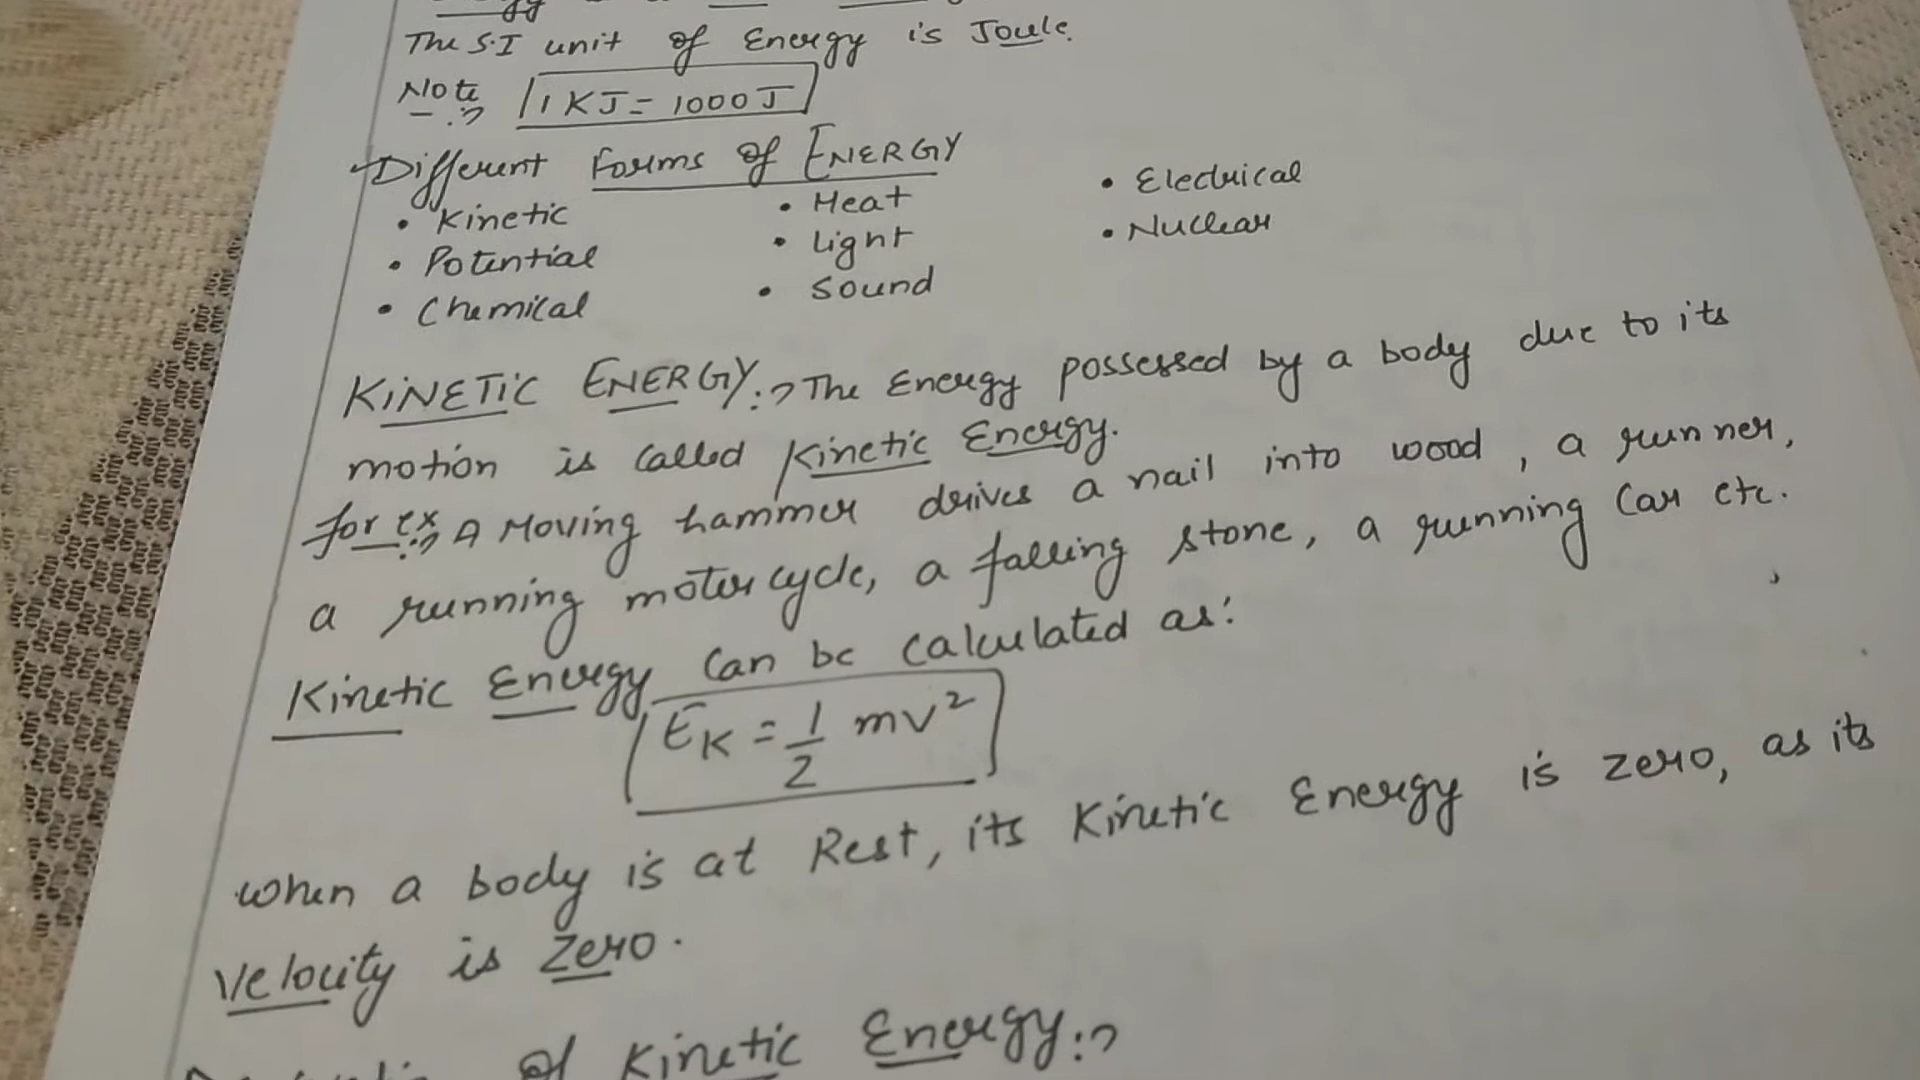 The S.I unit of Energy is Joule.
Note :→ 1 KJ = 1000 J
Different Forms of ENERGY
• Kinetic • Heat • Electrical
• Potential • Light • Nuclear
• Chemical • Sound
KINETIC ENERGY :→ The Energy possessed by a body due to its
motion is called Kinetic Energy.
for ex :→ A Moving hammer drives a nail into wood, a runner,
a running motor cycle, a falling stone, a running Car etc.
Kinetic Energy Can be calculated as:
E_K = 1/2 mv²
when a body is at Rest, its Kinetic Energy is zero, as its
velocity is zero.
of Kinetic Energy :→